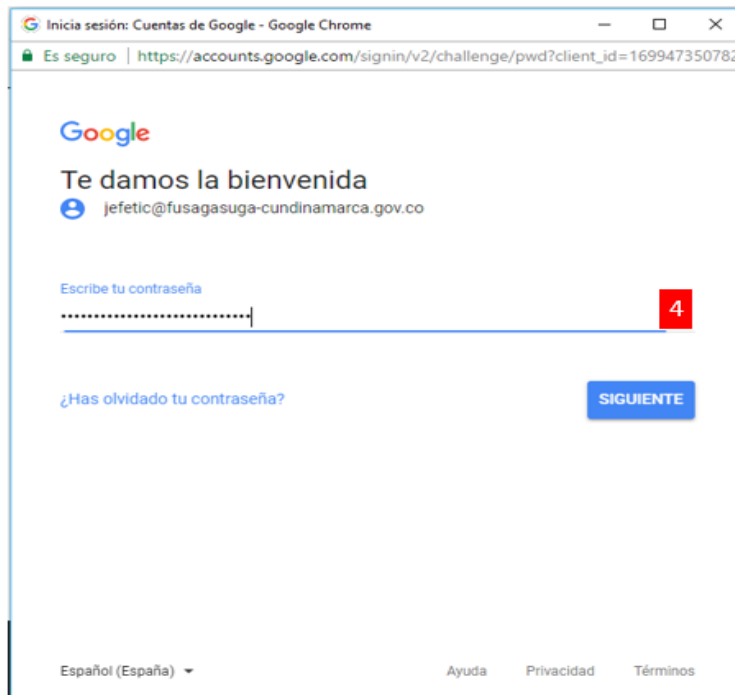 Inicia sesión: Cuentas de Google - Google Chrome
Es seguro | https://accounts.google.com/signin/v2/challenge/pwd?client_id=169947350782
Google
Te damos la bienvenida
jefetic@fusagasuga-cundinamarca.gov.co
Escribe tu contraseña
•••••••••••••••••••••••••••••
4
¿Has olvidado tu contraseña?
SIGUIENTE
Español (España)
Ayuda Privacidad Términos